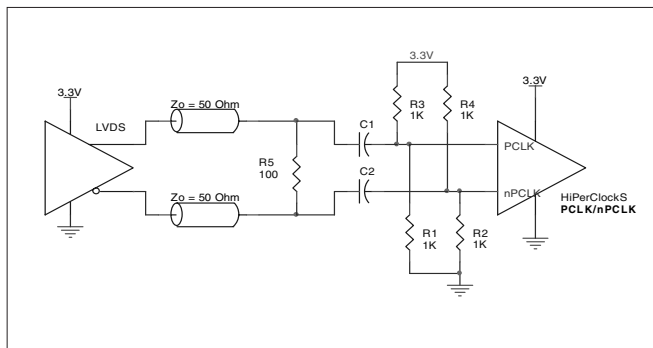 3.3V
3.3V
3.3V
Zo = 50 Ohm
LVDS
C1
R3
1K
R4
1K
PCLK
R5
100
Zo = 50 Ohm
C2
nPCLK
HiPerClockS
PCLK/nPCLK
R1
1K
R2
1K